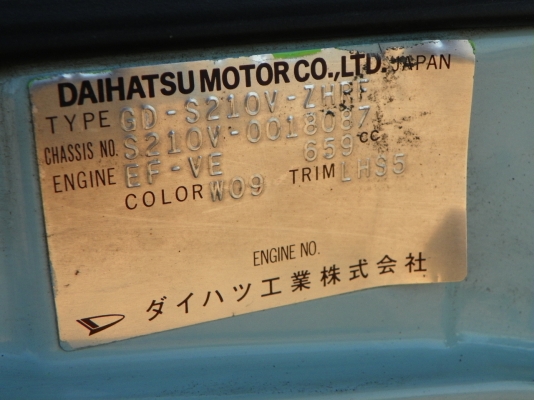 DAIHATSU MOTOR CO., LTD. JAPAN
TYPE GD-S210V-ZHRF
CHASSIS NO. S210V-0018087
ENGINE EF-VE 659 cc
COLOR W09 TRIM LHS5
ENGINE NO.
ダイハツ工業株式会社